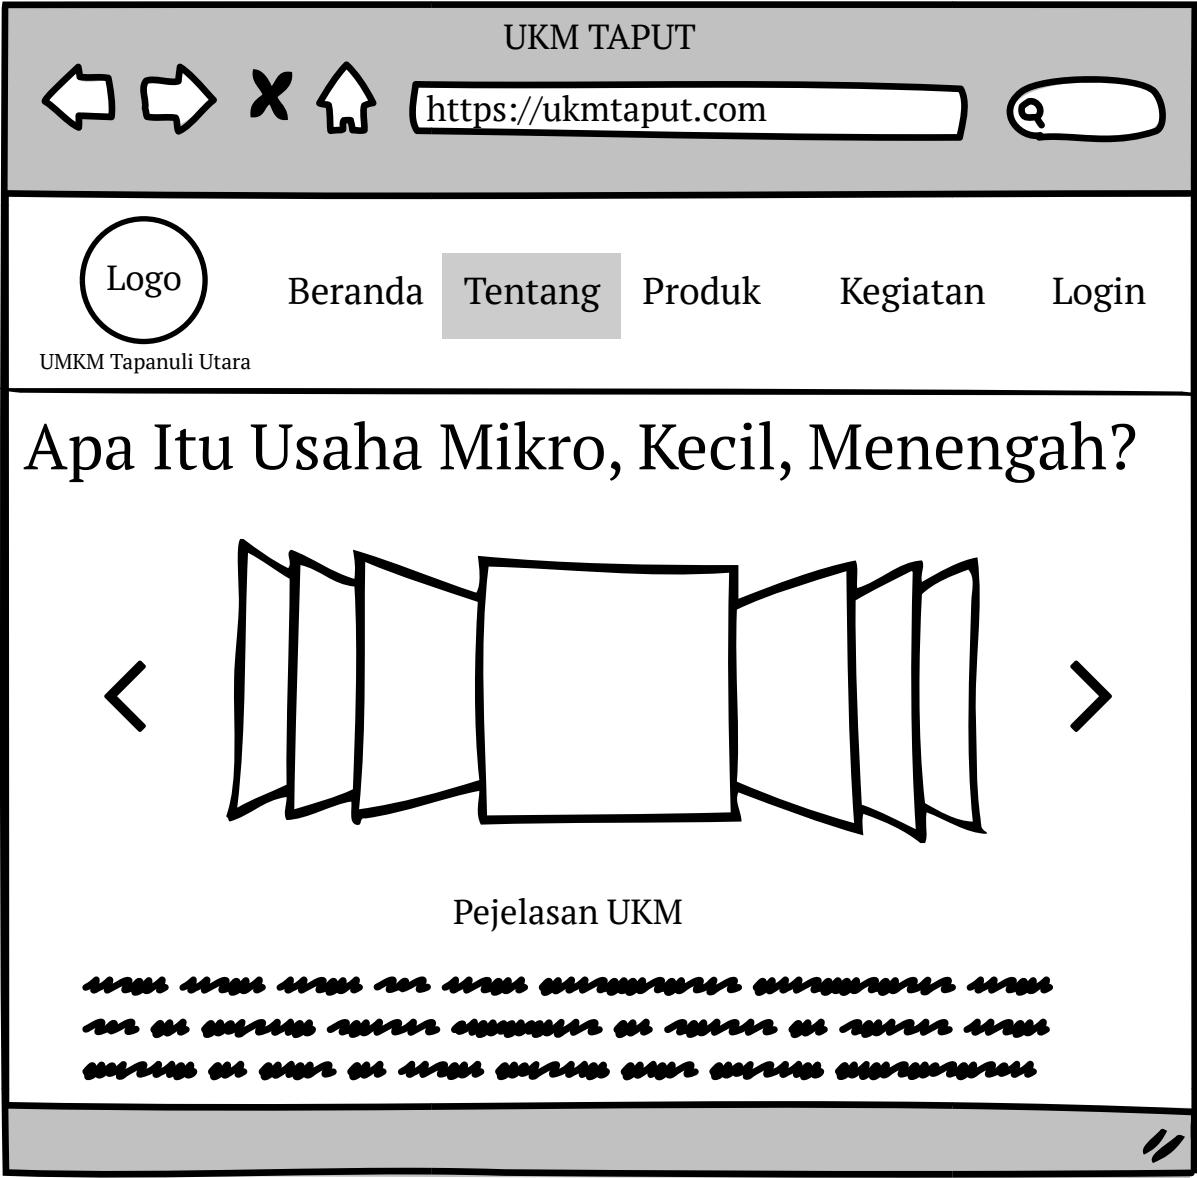 UKM TAPUT
https://ukmtaput.com
Logo
UMKM Tapanuli Utara
Beranda
Tentang
Produk
Kegiatan
Login
Apa Itu Usaha Mikro, Kecil, Menengah?
Pejelasan UKM